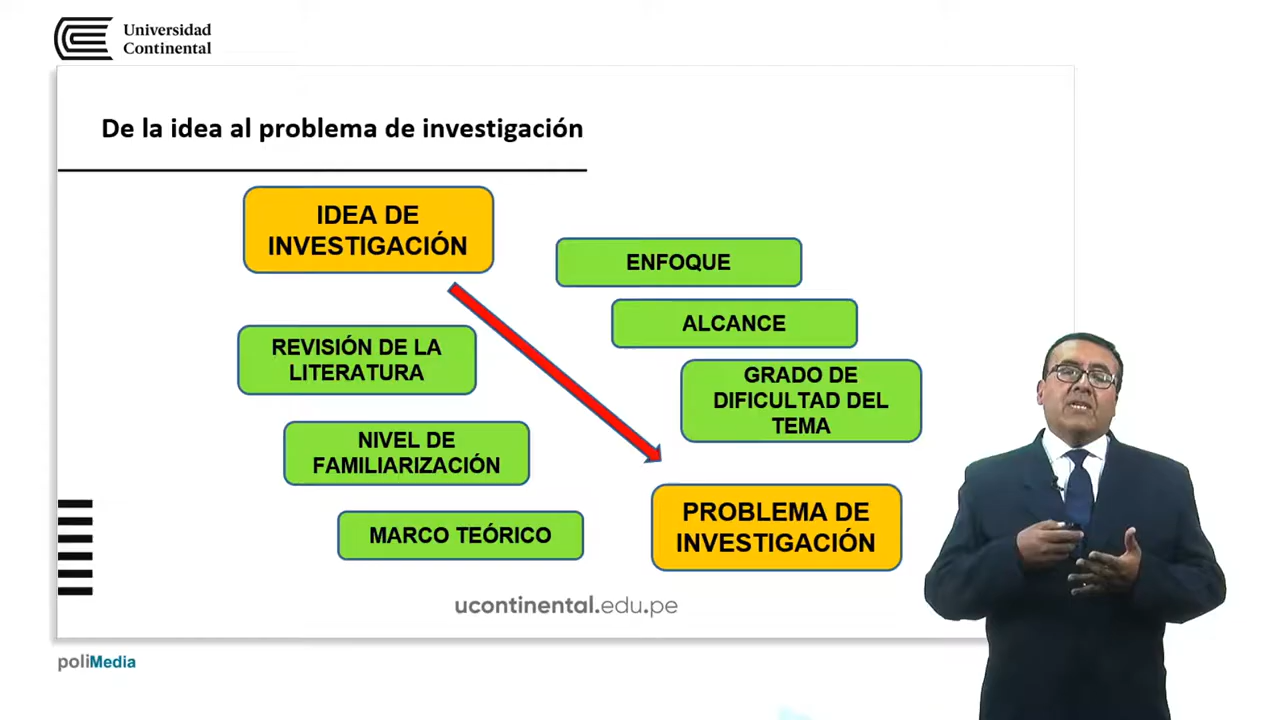 Universidad
Continental
De la idea al problema de investigación
IDEA DE
INVESTIGACIÓN
ENFOQUE
ALCANCE
REVISIÓN DE LA
LITERATURA
GRADO DE
DIFICULTAD DEL
TEMA
NIVEL DE
FAMILIARIZACIÓN
MARCO TEÓRICO
PROBLEMA DE
INVESTIGACIÓN
ucontinental.edu.pe
poliMedia